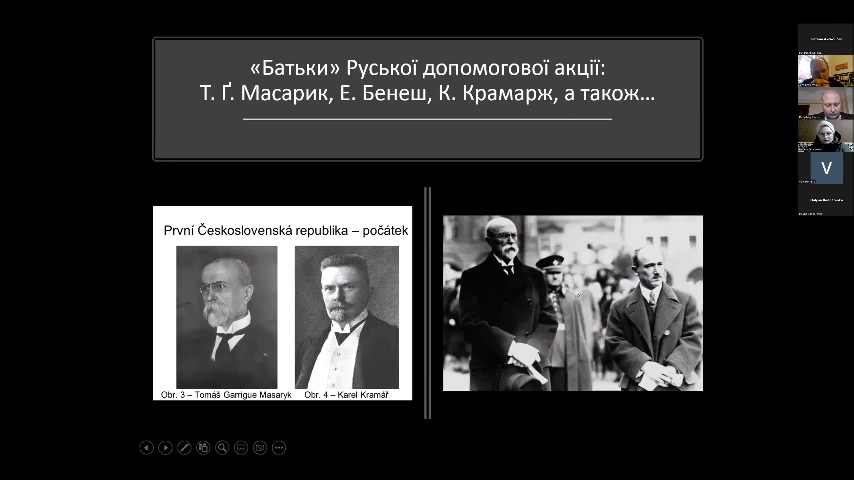 «Батьки» Руської допомогової акції:
Т. Ґ. Масарик, Е. Бенеш, К. Крамарж, а також...
První Československá republika – počátek
Obr. 3 – Tomáš Garrigue Masaryk
Obr. 4 – Karel Kramář
V